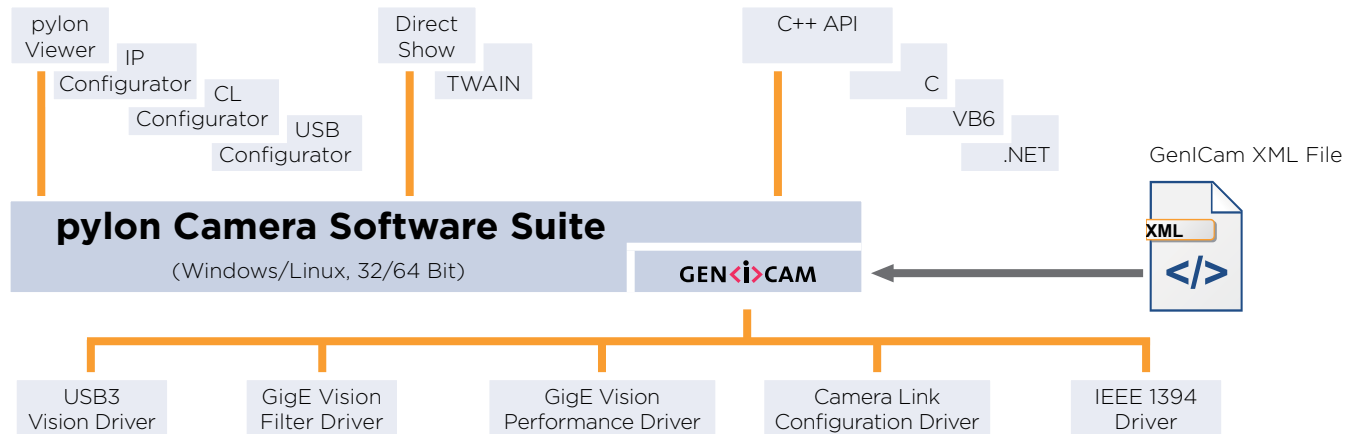 pylon
Viewer
IP
Configurator
CL
Configurator
USB
Configurator
Direct
Show
TWAIN
C++ API
C
VB6
.NET
GenICam XML File
XML
</>
pylon Camera Software Suite
(Windows/Linux, 32/64 Bit)
GEN<i>CAM
USB3
Vision Driver
GigE Vision
Filter Driver
GigE Vision
Performance Driver
Camera Link
Configuration Driver
IEEE 1394
Driver